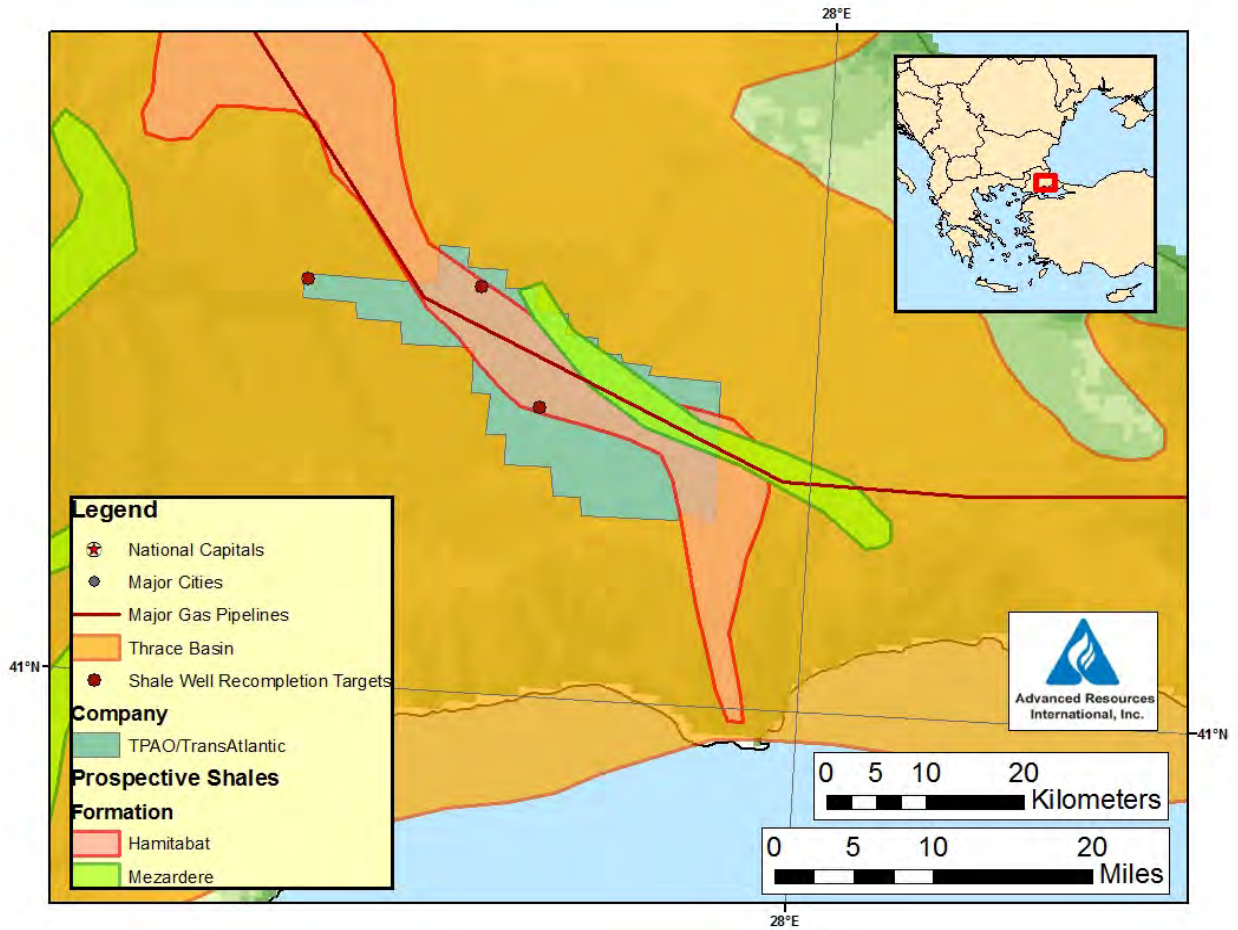 28°E
Legend
National Capitals
Major Cities
Major Gas Pipelines
Thrace Basin
Shale Well Recompletion Targets
Company
TPAO/TransAtlantic
Prospective Shales
Formation
Hamitabat
Mezardere
41°N
Advanced Resources
International, Inc.
41°N
0 5 10 20
Kilometers
0 5 10 20
Miles
28°E